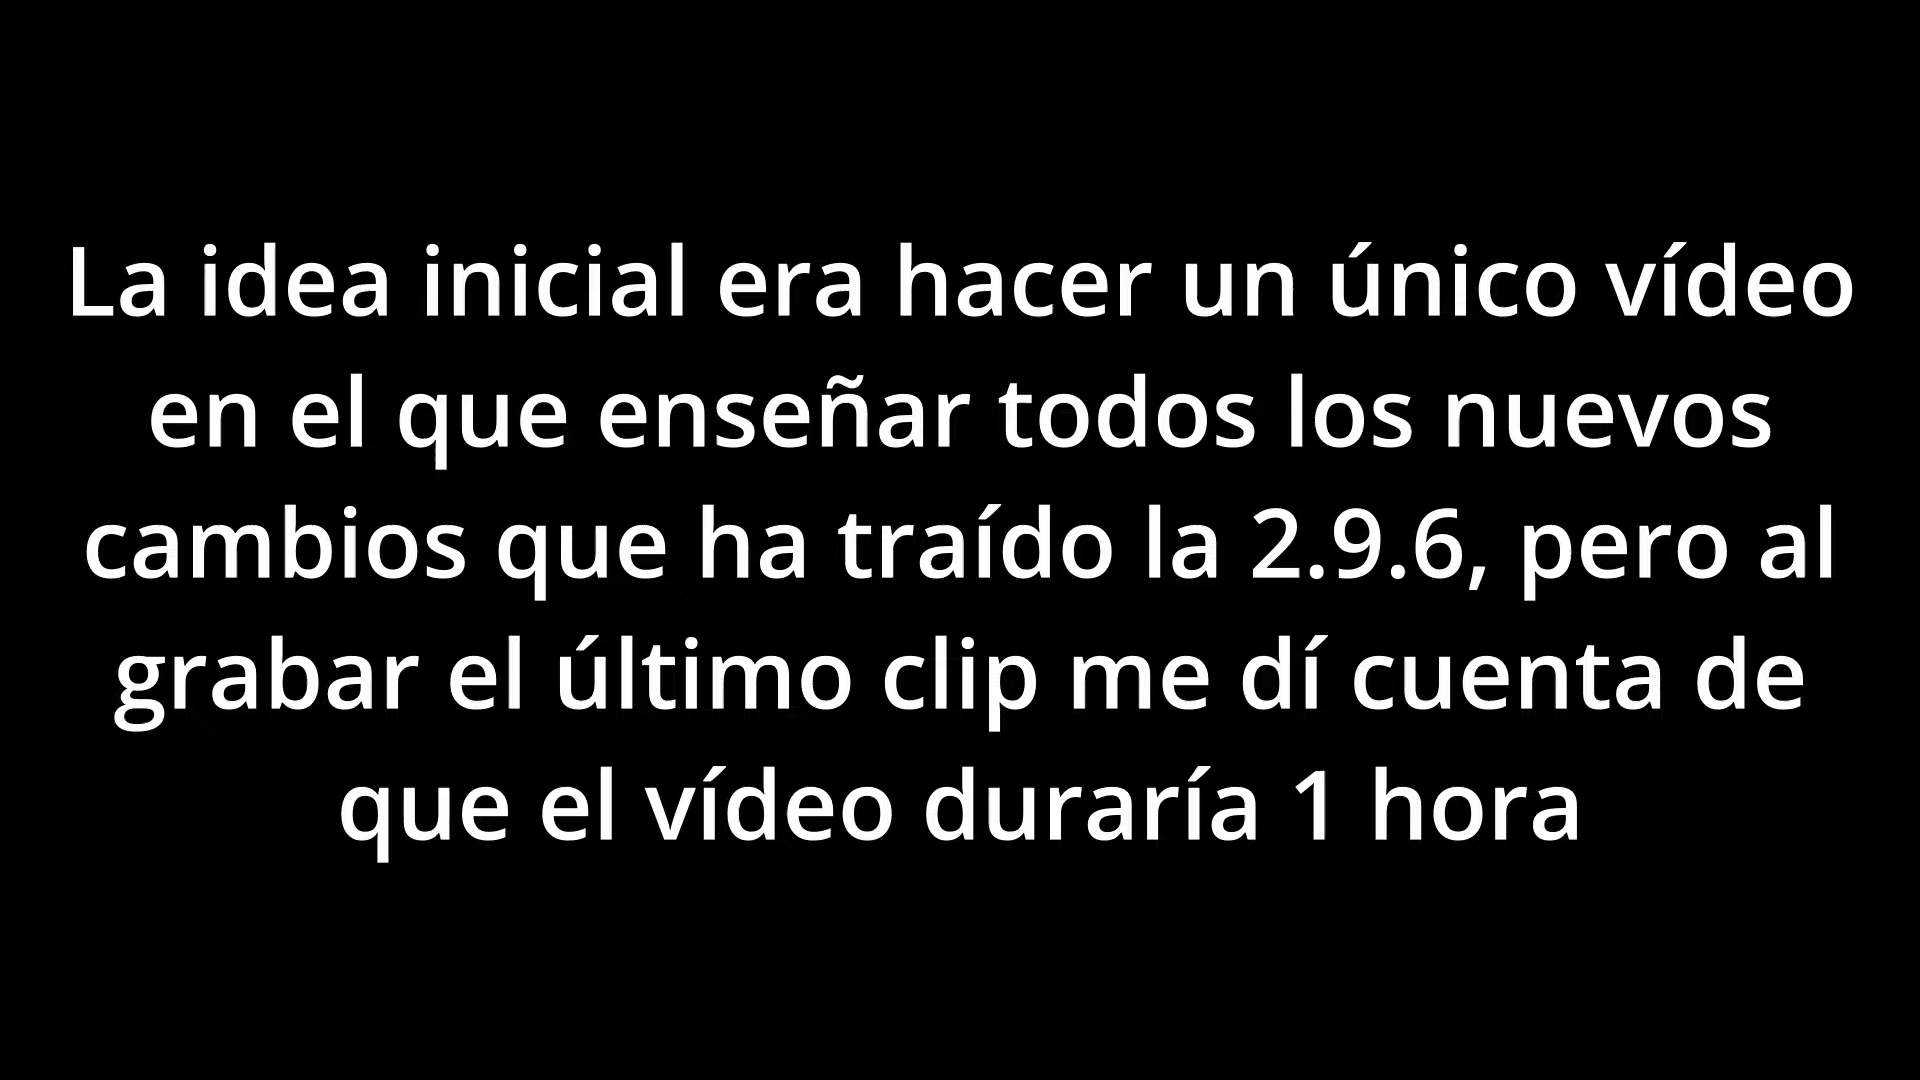 La idea inicial era hacer un único vídeo
en el que enseñar todos los nuevos
cambios que ha traído la 2.9.6, pero al
grabar el último clip me dí cuenta de
que el vídeo duraría 1 hora